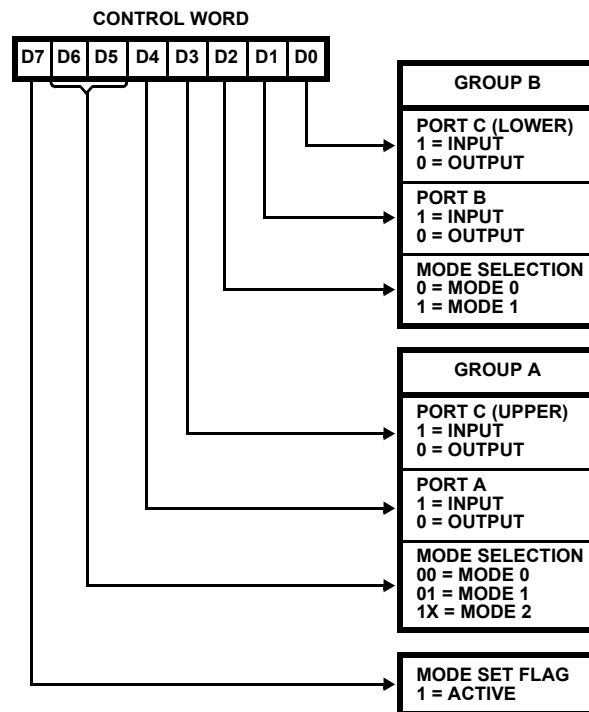 CONTROL WORD
D7 D6 D5 D4 D3 D2 D1 D0
GROUP B
PORT C (LOWER)
1 = INPUT
0 = OUTPUT
PORT B
1 = INPUT
0 = OUTPUT
MODE SELECTION
0 = MODE 0
1 = MODE 1
GROUP A
PORT C (UPPER)
1 = INPUT
0 = OUTPUT
PORT A
1 = INPUT
0 = OUTPUT
MODE SELECTION
00 = MODE 0
01 = MODE 1
1X = MODE 2
MODE SET FLAG
1 = ACTIVE